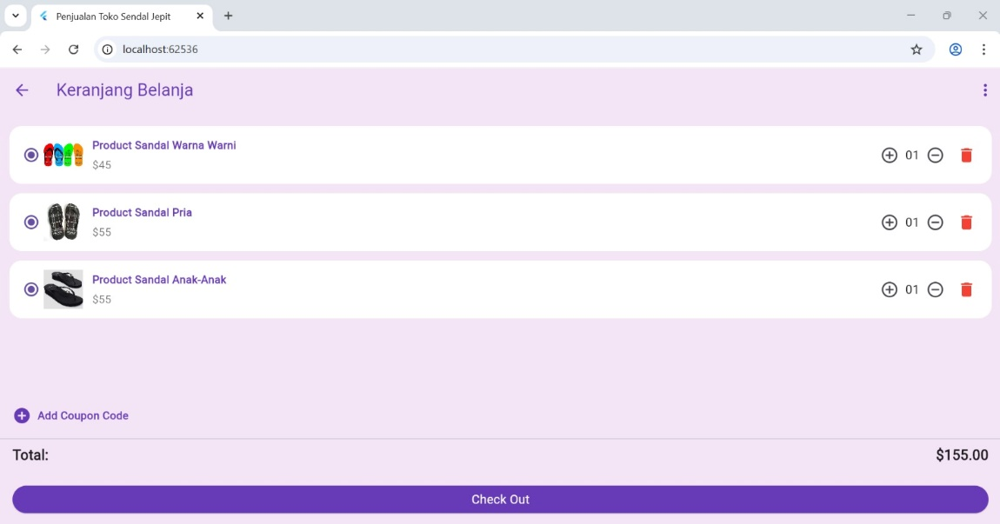 Penjualan Toko Sendal Jepit
localhost:62536
Keranjang Belanja
Product Sandal Warna Warni
$45
01
Product Sandal Pria
$55
01
Product Sandal Anak-Anak
$55
01
Add Coupon Code
Total:
$155.00
Check Out